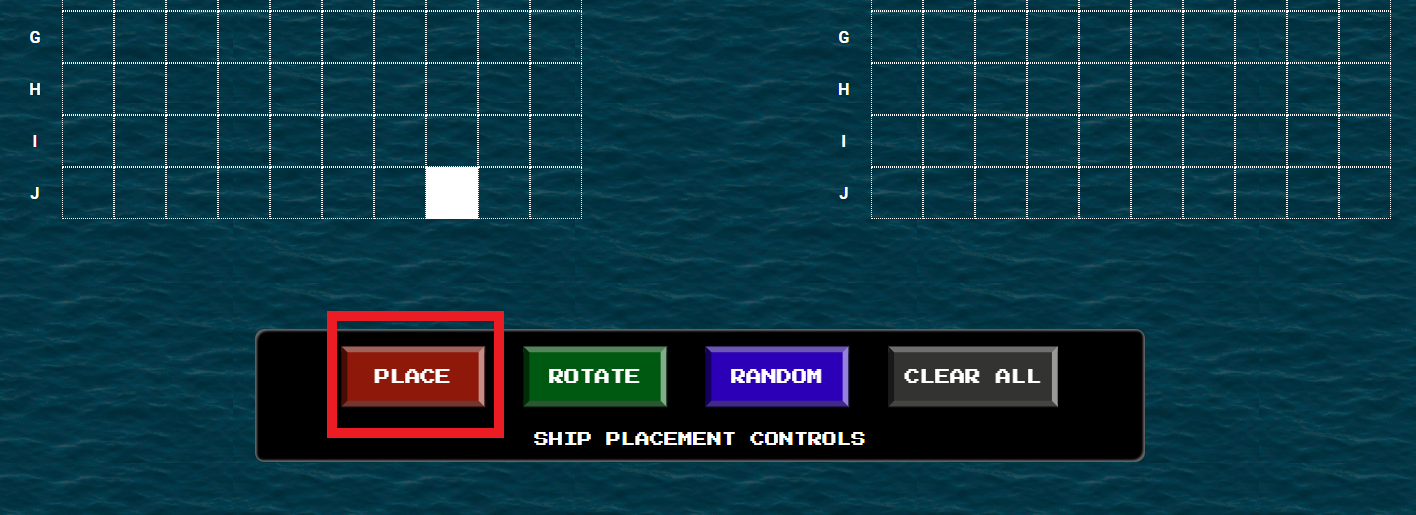 G G
H H
I I
J J
PLACE ROTATE RANDOM CLEAR ALL
SHIP PLACEMENT CONTROLS